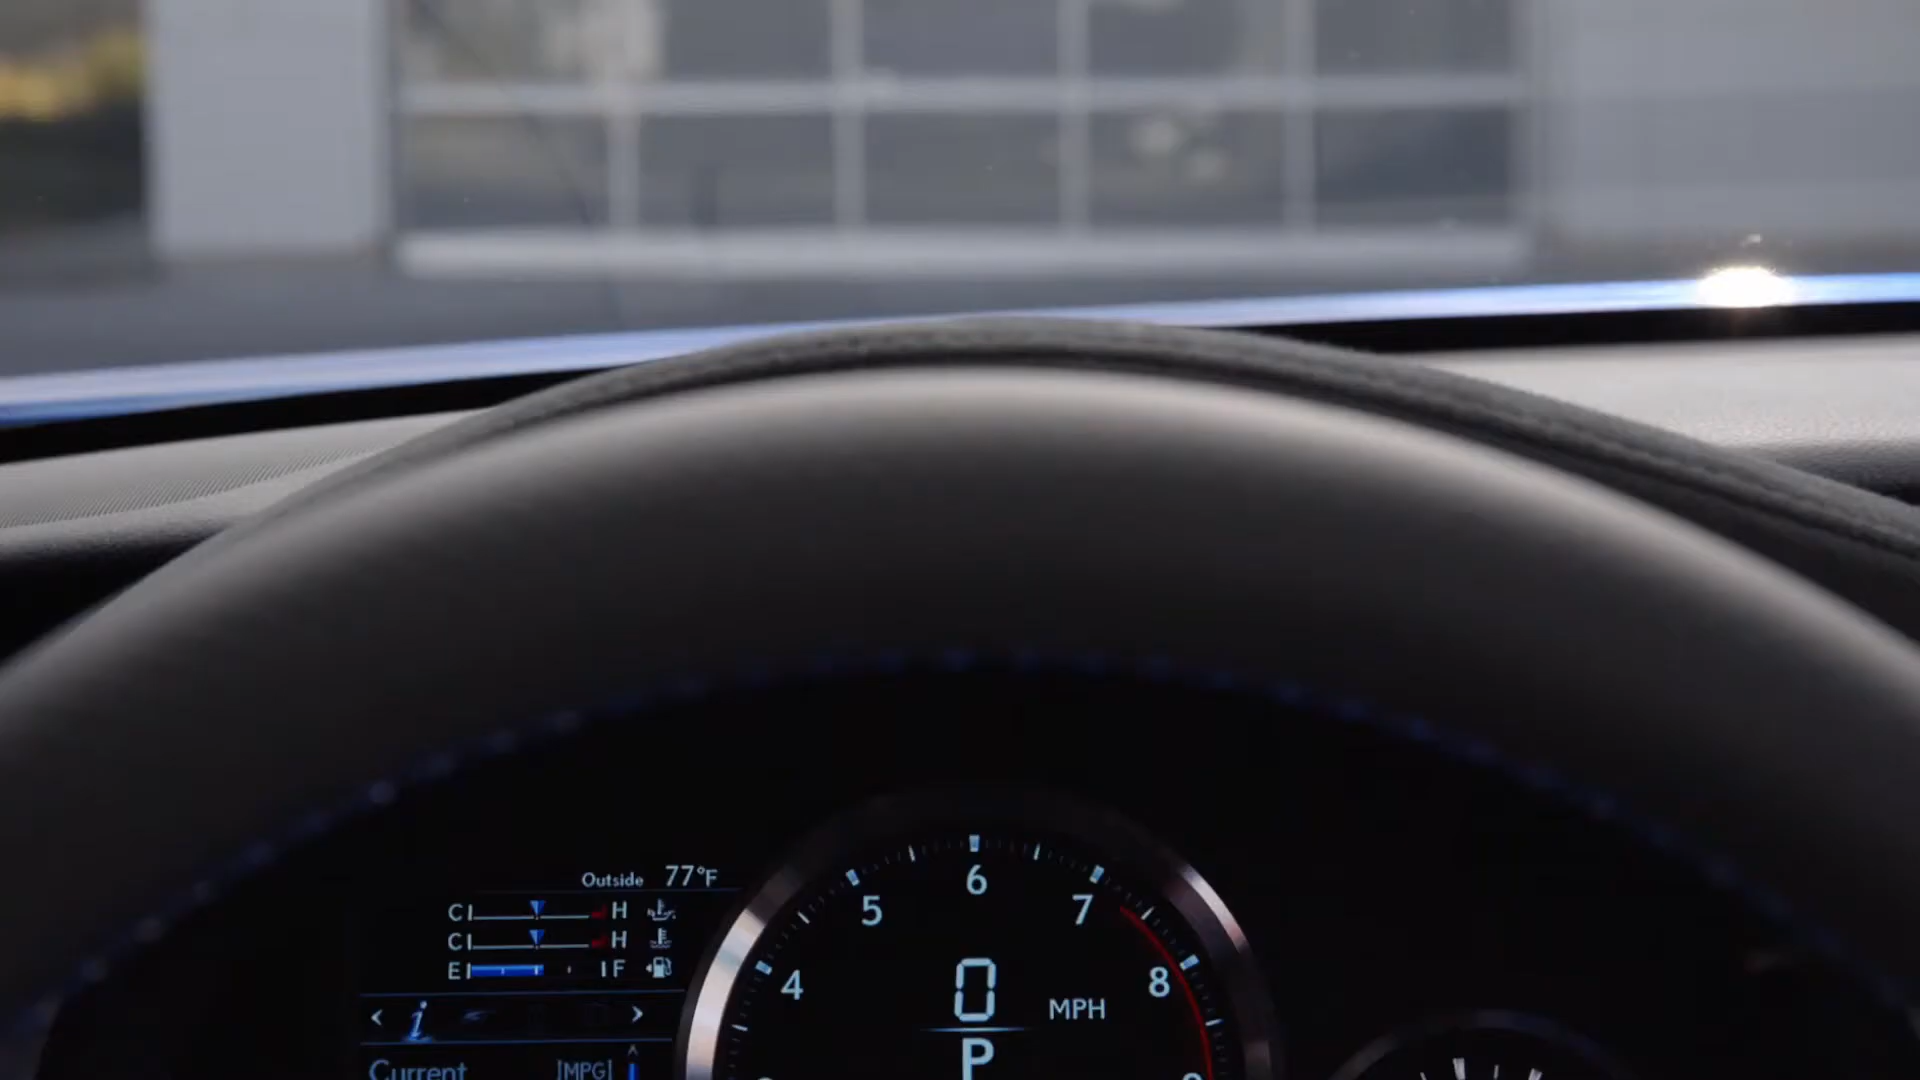 Outside 77°F
C H
C H
E F
< i >
Current [MPG]
4
5
6
7
8
0
MPH
P